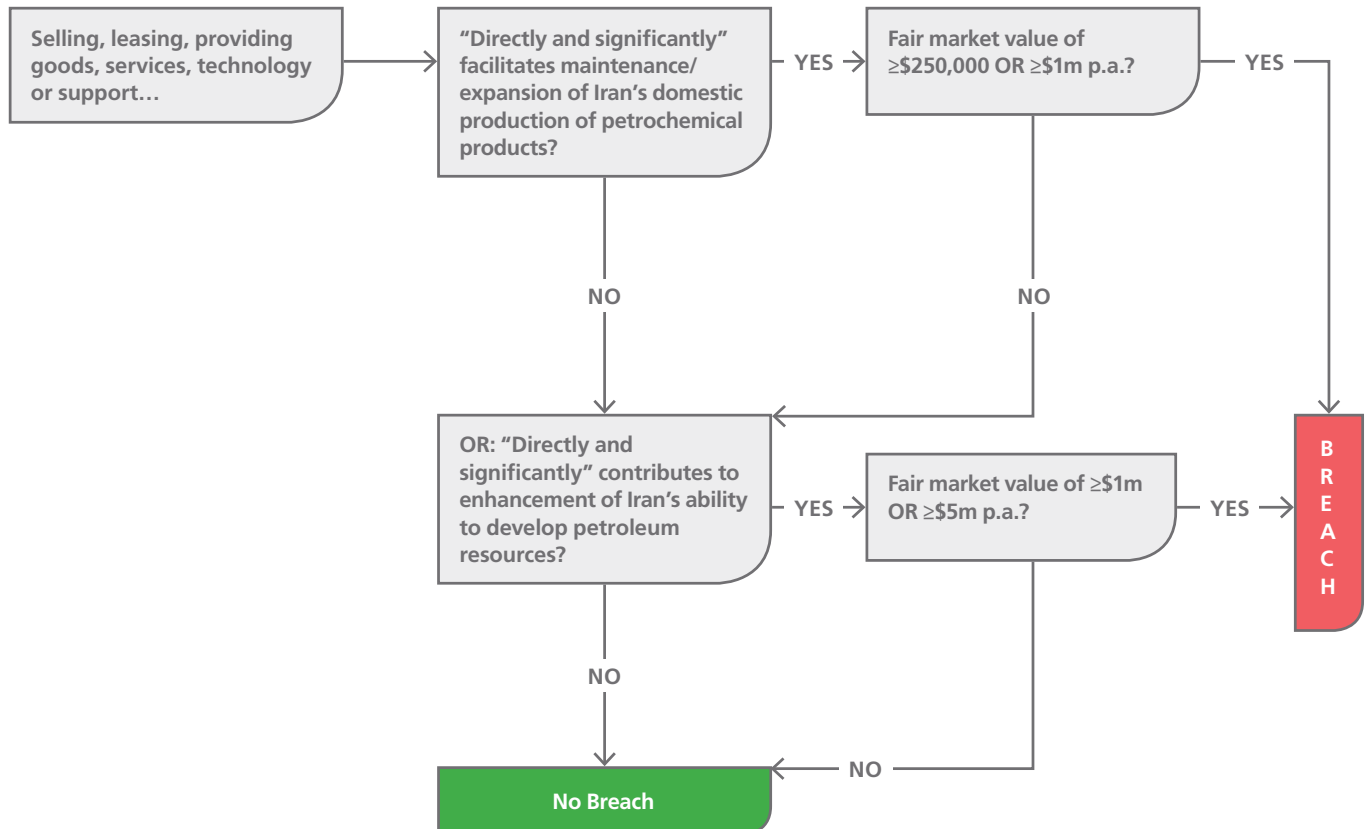 Selling, leasing, providing
goods, services, technology
or support…
“Directly and significantly”
facilitates maintenance/
expansion of Iran’s domestic
production of petrochemical
products?
YES
Fair market value of
≥$250,000 OR ≥$1m p.a.?
YES
NO
NO
OR: “Directly and
significantly” contributes to
enhancement of Iran’s ability
to develop petroleum
resources?
YES
Fair market value of ≥$1m
OR ≥$5m p.a.?
YES
B
R
E
A
C
H
NO
NO
No Breach